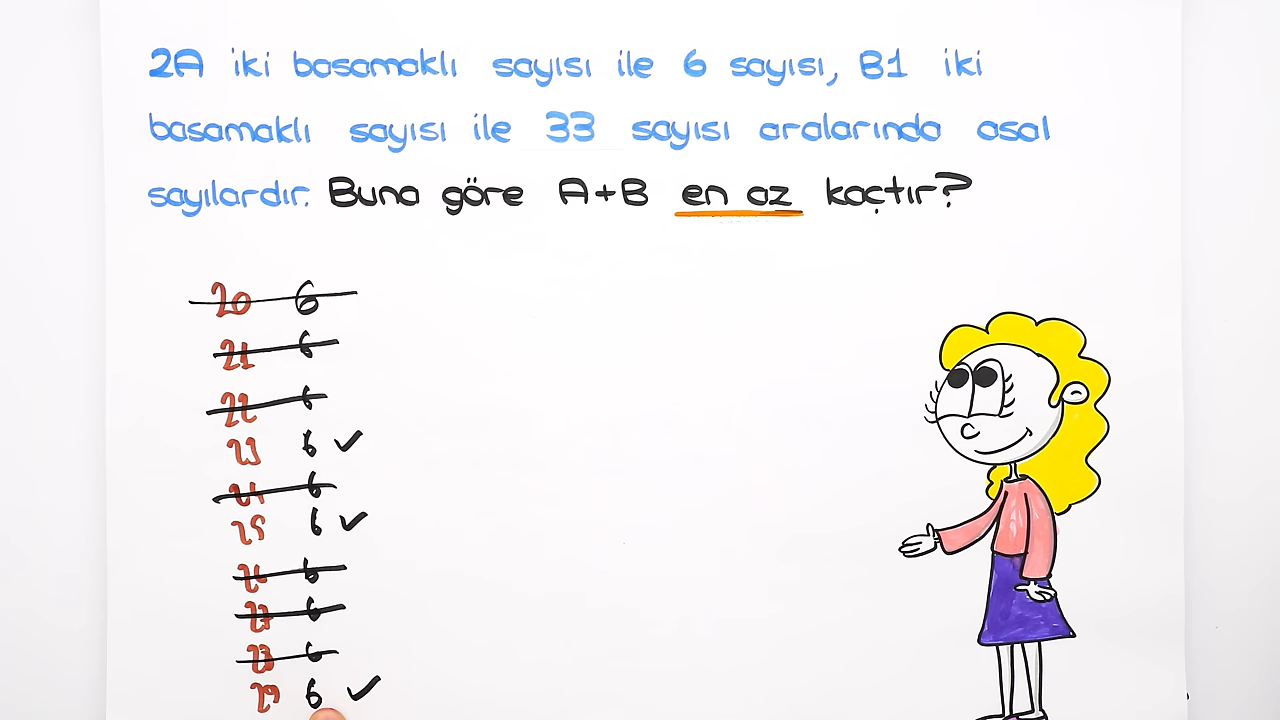 2A iki basamaklı sayısı ile 6 sayısı, B1 iki
basamaklı sayısı ile 33 sayısı aralarında asal
sayılardır. Buna göre A+B en az kaçtır?
20 6
21 6
22 6
23 6 ✓
24 6
25 6 ✓
26 6
27 6
28 6
29 6 ✓